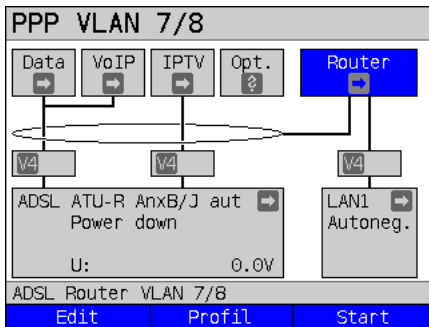 PPP VLAN 7/8
Data VoIP IPTV Opt. Router
?
V4 V4 V4
ADSL ATU-R AnxB/J aut
Power down
U: 0.0V
LAN1
Autoneg.
ADSL Router VLAN 7/8
Edit Profil Start